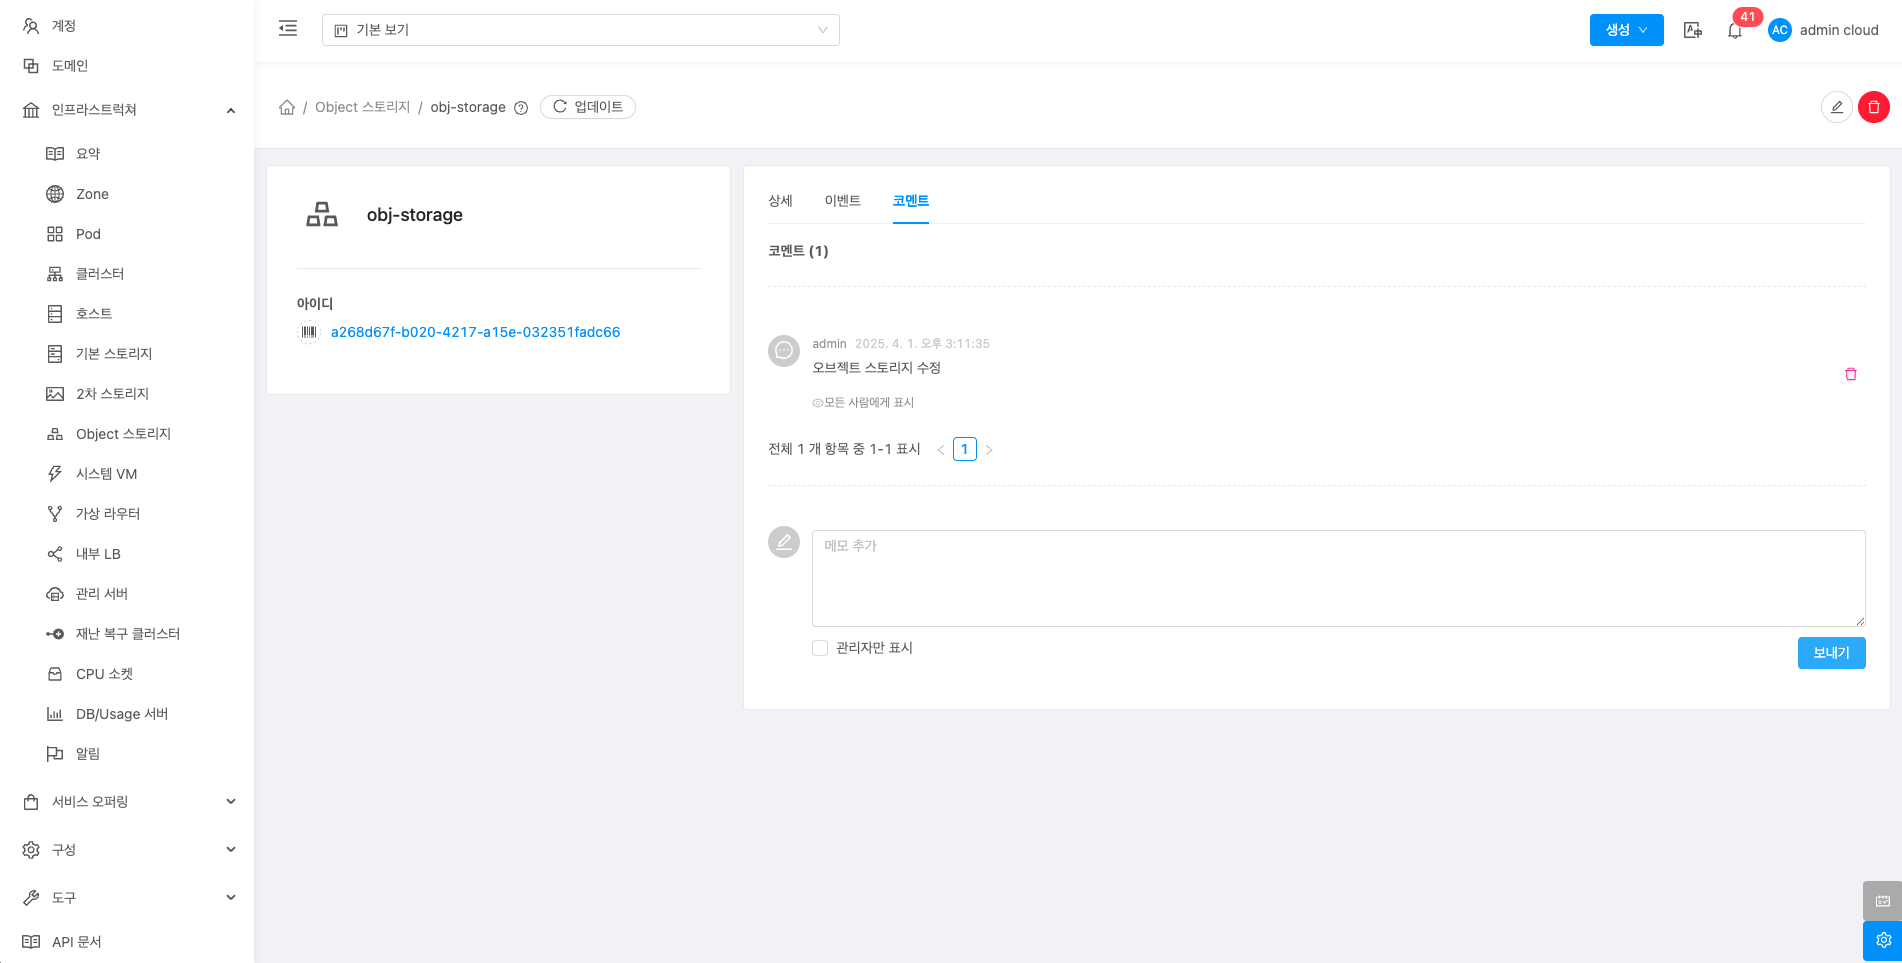 계정
도메인
인프라스트럭쳐
요약
Zone
Pod
클러스터
호스트
기본 스토리지
2차 스토리지
Object 스토리지
시스템 VM
가상 라우터
내부 LB
관리 서버
재난 복구 클러스터
CPU 소켓
DB/Usage 서버
알림
서비스 오퍼링
구성
도구
API 문서
기본 보기
생성
41
AC admin cloud
/ Object 스토리지 / obj-storage 업데이트
obj-storage
아이디
a268d67f-b020-4217-a15e-032351fadc66
상세 이벤트 코멘트
코멘트 (1)
admin 2025. 4. 1. 오후 3:11:35
오브젝트 스토리지 수정
모든 사람에게 표시
전체 1 개 항목 중 1-1 표시 < 1 >
메모 추가
관리자만 표시
보내기